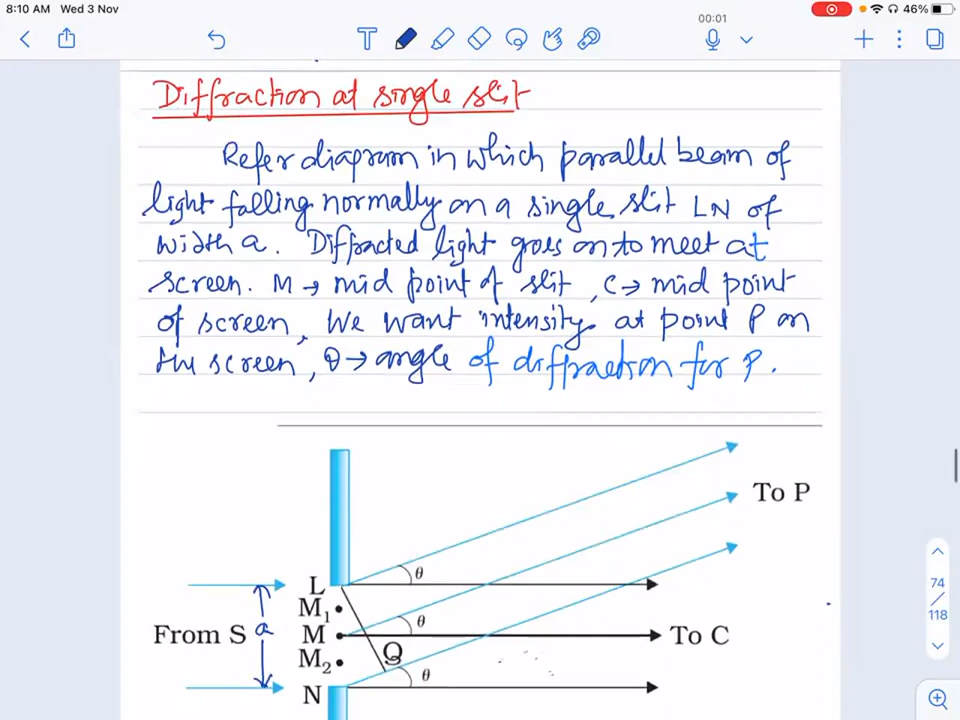 8:10 AM Wed 3 Nov
00:01
46%
T
Diffraction at single slit
Refer diagram in which parallel beam of
light falling normally on a single slit LN of
width a. Diffracted light goes on to meet at
screen. M → mid point of slit, C → mid point
of screen, We want intensity at point P on
the screen, θ → angle of diffraction for P.
To P
L θ
M₁
From S a M θ To C
M₂ Q
N θ
74
/
118